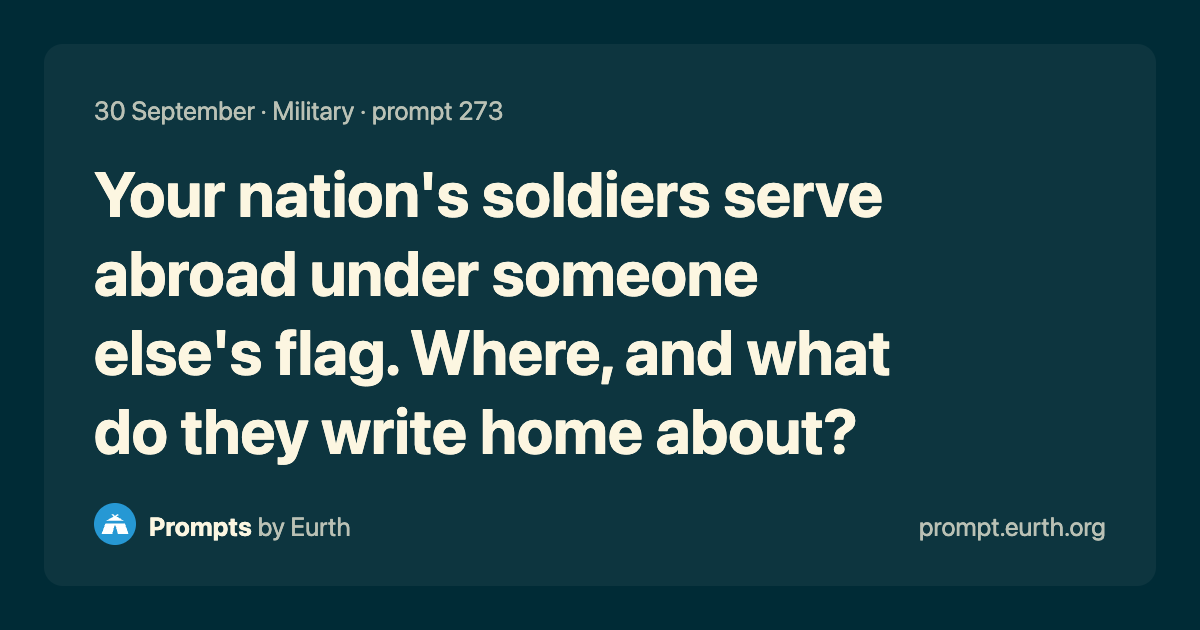 30 September · Military · prompt 273
Your nation's soldiers serve
abroad under someone
else's flag. Where, and what
do they write home about?
Prompts by Eurth
prompt.eurth.org